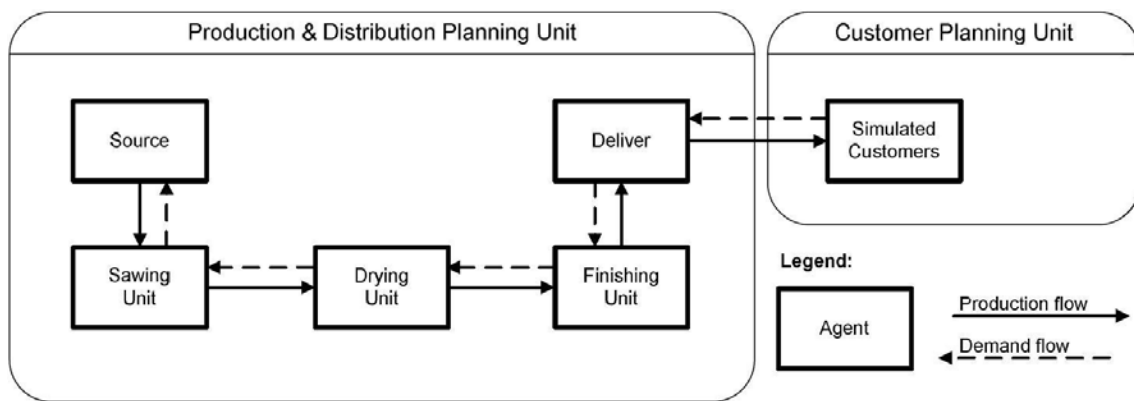 Production & Distribution Planning Unit
Customer Planning Unit
Source
Deliver
Simulated
Customers
Sawing
Unit
Drying
Unit
Finishing
Unit
Legend:
Agent
Production flow
Demand flow